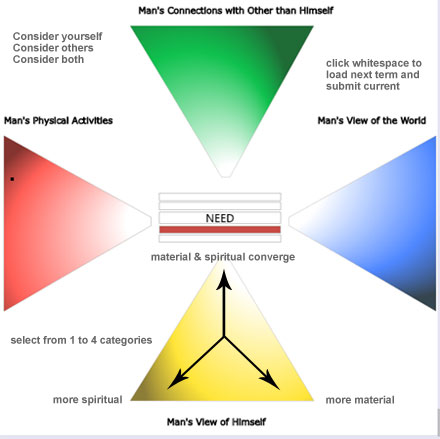 Man's Connections with Other than Himself
Consider yourself
Consider others
Consider both
click whitespace to
load next term and
submit current
Man's Physical Activities
Man's View of the World
NEED
material & spiritual converge
select from 1 to 4 categories
more spiritual
more material
Man's View of Himself